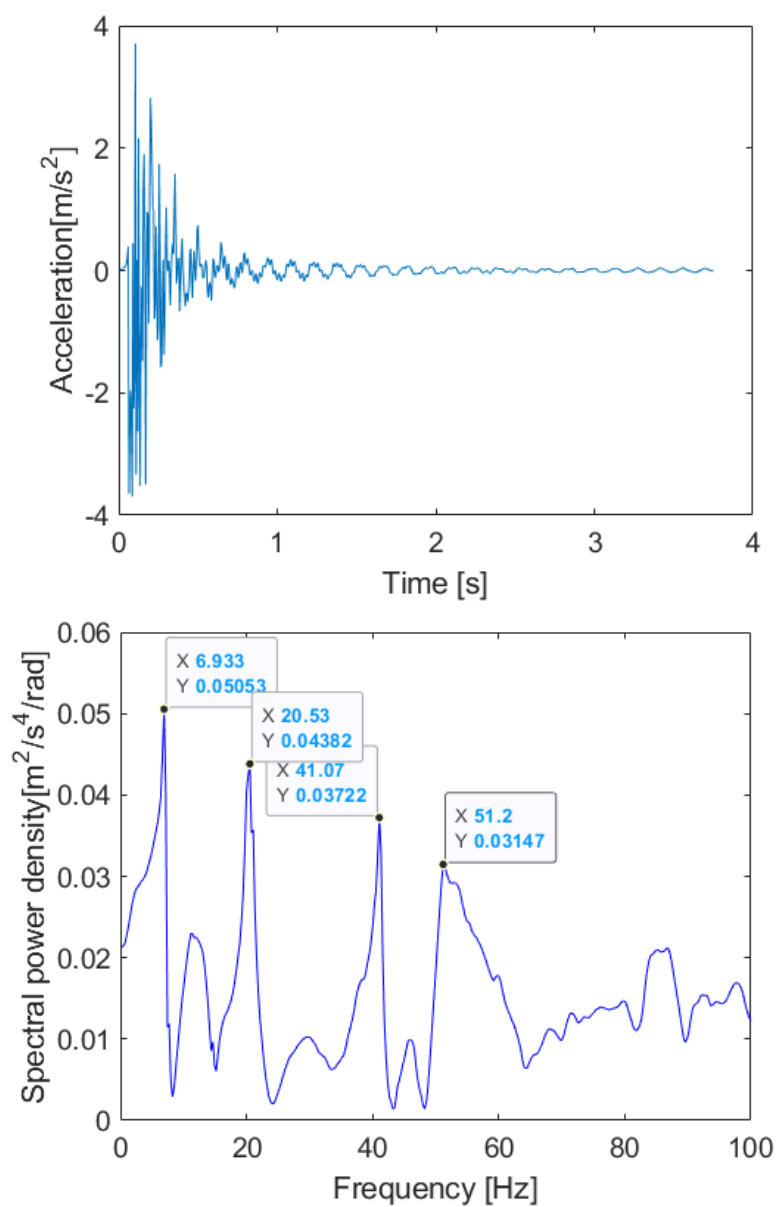 4
2
0
-2
-4
Acceleration[m/s²]
0 1 2 3 4
Time [s]
0.06
0.05
0.04
0.03
0.02
0.01
0
Spectral power density[m²/s⁴/rad]
X 6.933
Y 0.05053
X 20.53
Y 0.04382
X 41.07
Y 0.03722
X 51.2
Y 0.03147
0 20 40 60 80 100
Frequency [Hz]